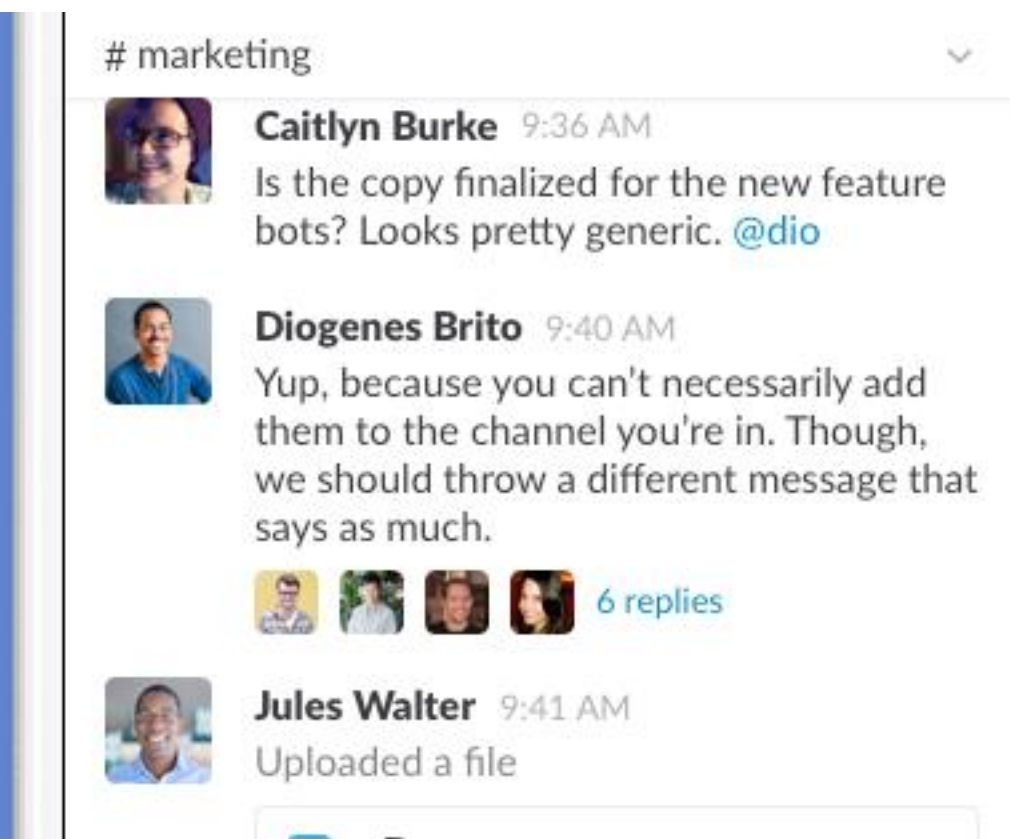 # marketing
Caitlyn Burke 9:36 AM
Is the copy finalized for the new feature
bots? Looks pretty generic. @dio
Diogenes Brito 9:40 AM
Yup, because you can't necessarily add
them to the channel you're in. Though,
we should throw a different message that
says as much.
6 replies
Jules Walter 9:41 AM
Uploaded a file